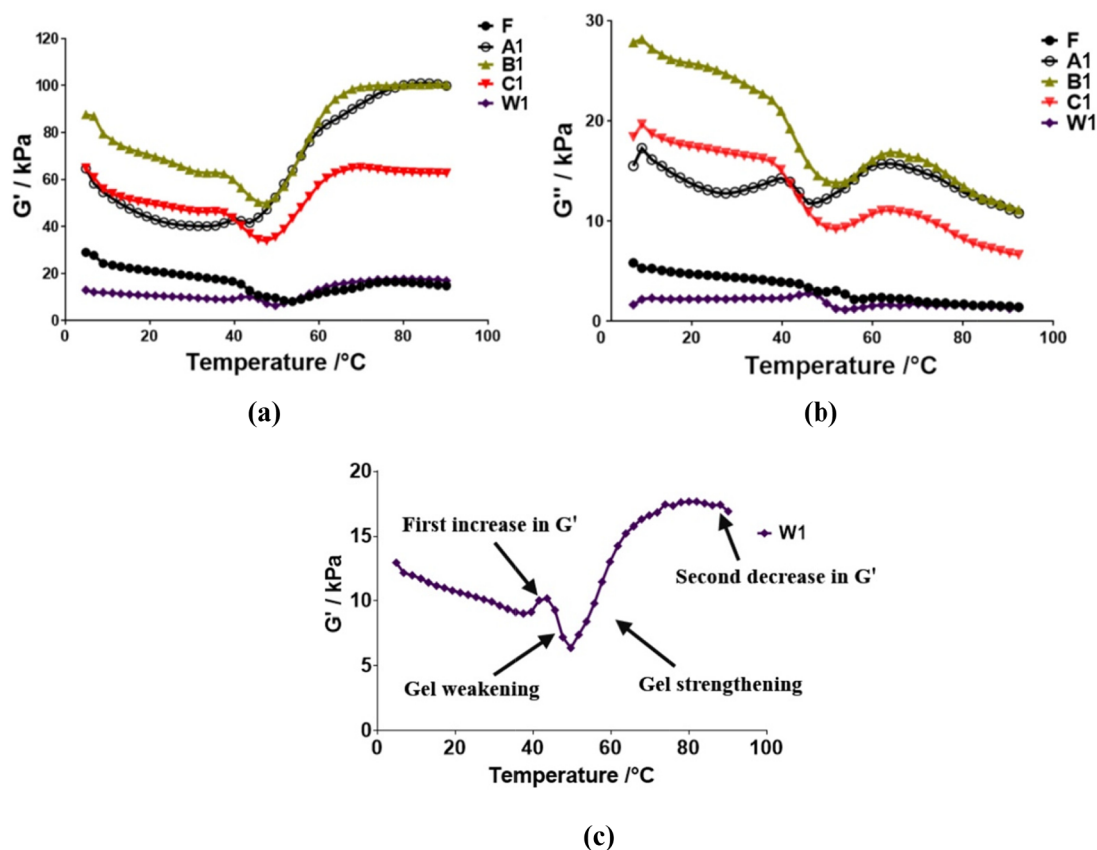 G' / kPa
120
100
80
60
40
20
0
0 20 40 60 80 100
Temperature /°C
F
A1
B1
C1
W1
(a)
G'' / kPa
30
20
10
0
0 20 40 60 80 100
Temperature /°C
F
A1
B1
C1
W1
(b)
G' / kPa
20
15
10
5
0
0 20 40 60 80 100
Temperature /°C
First increase in G'
W1
Second decrease in G'
Gel weakening
Gel strengthening
(c)